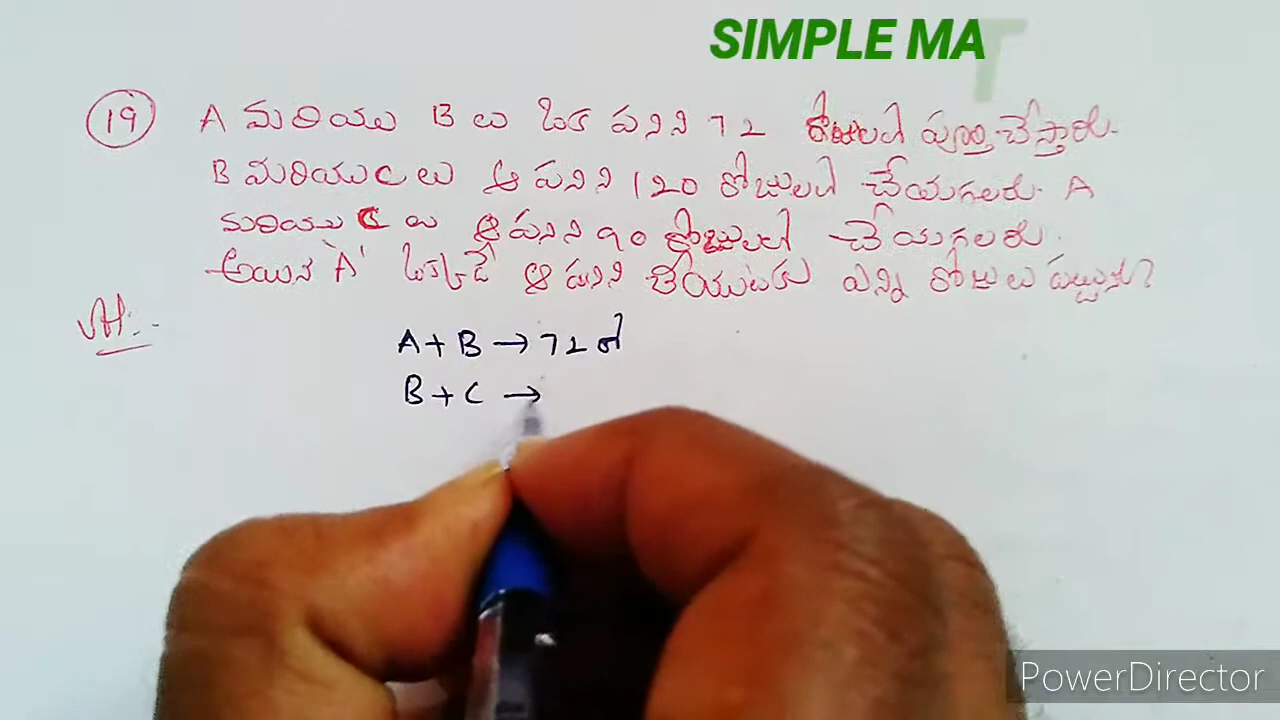 SIMPLE MAT
19 A మరియు B లు ఒక పనిని 72 రోజులలో పూర్తి చేస్తారు.
B మరియు C లు ఆ పనిని 120 రోజులలో చేయగలరు. A
మరియు C లు ఆ పనిని 90 రోజులలో చేయగలరు.
అయిన 'A' ఒక్కడే ఆ పనిని చేయుటకు ఎన్ని రోజులు పట్టును?
A + B → 72 రో
B + C →
PowerDirector